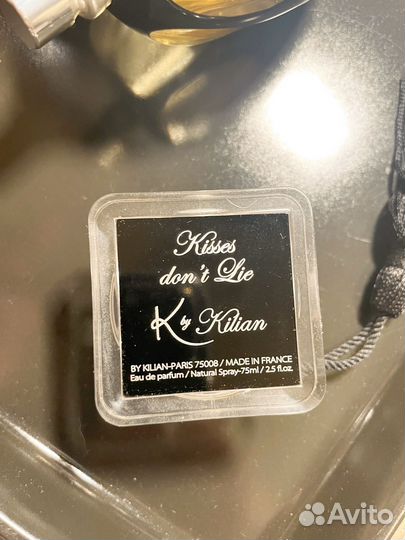 Kisses
don't Lie
K by Kilian
BY KILIAN-PARIS 75008 / MADE IN FRANCE
Eau de parfum / Natural Spray-75ml / 2.5 fl.oz.
Avito